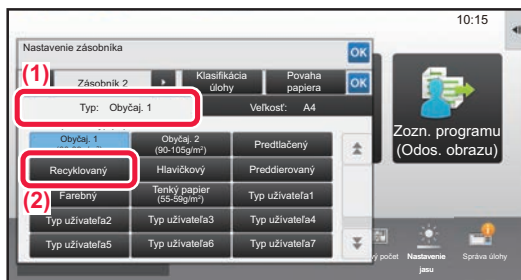 10:15
Nastavenie zásobníka
OK
(1)
Zásobník 2
Klasifikácia
úlohy
Povaha
papiera
OK
Typ: Obyčaj. 1
Veľkosť: A4
Obyčaj. 1
Obyčaj. 2
(90-105g/m²)
Predtlačený
Recyklovaný
Hlavičkový
Preddierovaný
(2)
Farebný
Tenký papier
(55-59g/m²)
Typ užívateľa1
Typ užívateľa2
Typ užívateľa3
Typ užívateľa4
Typ užívateľa5
Typ užívateľa6
Typ užívateľa7
Zozn. programu
(Odos. obrazu)
počet
Nastavenie
jasu
Správa úlohy